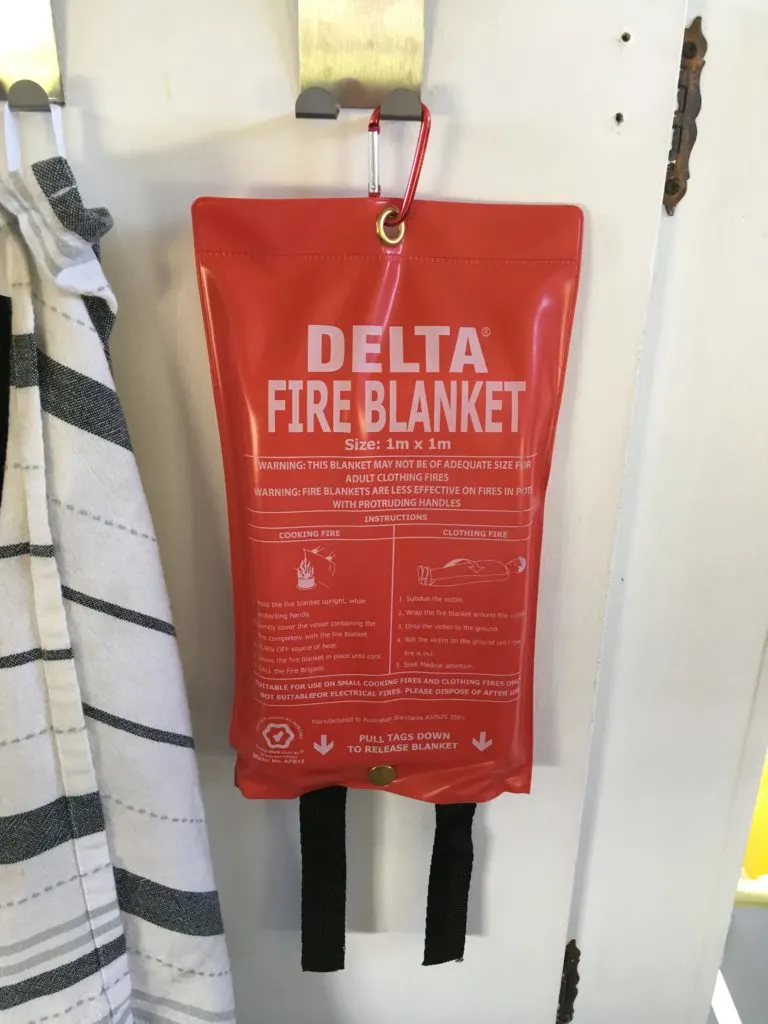 DELTA®
FIRE BLANKET
Size: 1m x 1m
WARNING: THIS BLANKET MAY NOT BE OF ADEQUATE SIZE FOR
ADULT CLOTHING FIRES
WARNING: FIRE BLANKETS ARE LESS EFFECTIVE ON FIRES IN POTS
WITH PROTRUDING HANDLES
INSTRUCTIONS
COOKING FIRE
the fire blanket upright, while
protecting hands.
cover the vessel containing the
fire completely with the fire blanket.
TURN OFF source of heat.
the fire blanket in place until cool.
the Fire Brigade.
CLOTHING FIRE
1. Subdue the victim.
2. Wrap the fire blanket around the victim
3. Drop the victim to the ground.
4. Roll the victim on the ground until the
fire is out.
5. Seek Medical attention.
SUITABLE FOR USE ON SMALL COOKING FIRES AND CLOTHING FIRES ONLY
NOT SUITABLE FOR ELECTRICAL FIRES. PLEASE DISPOSE OF AFTER USE
Manufactured to Australian Standards AS/NZS
Model No. AFB10
PULL TAGS DOWN
TO RELEASE BLANKET